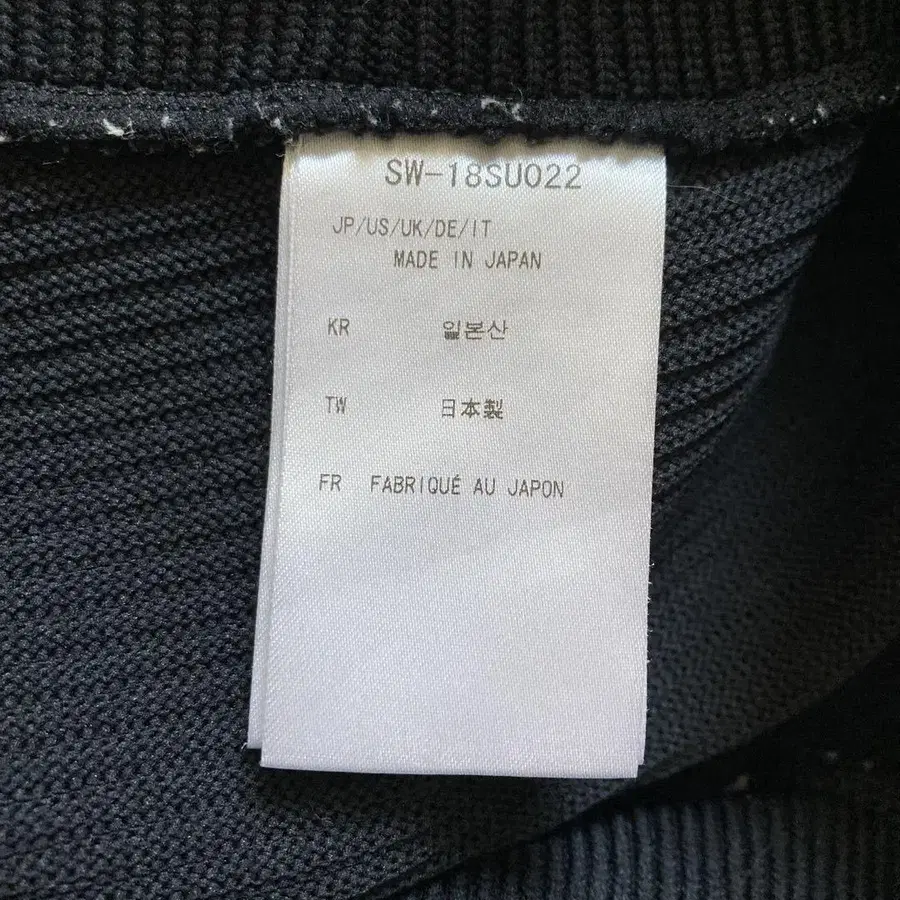 SW-18SU022
JP/US/UK/DE/IT
MADE IN JAPAN
KR 일본산
TW 日本製
FR FABRIQUÉ AU JAPON